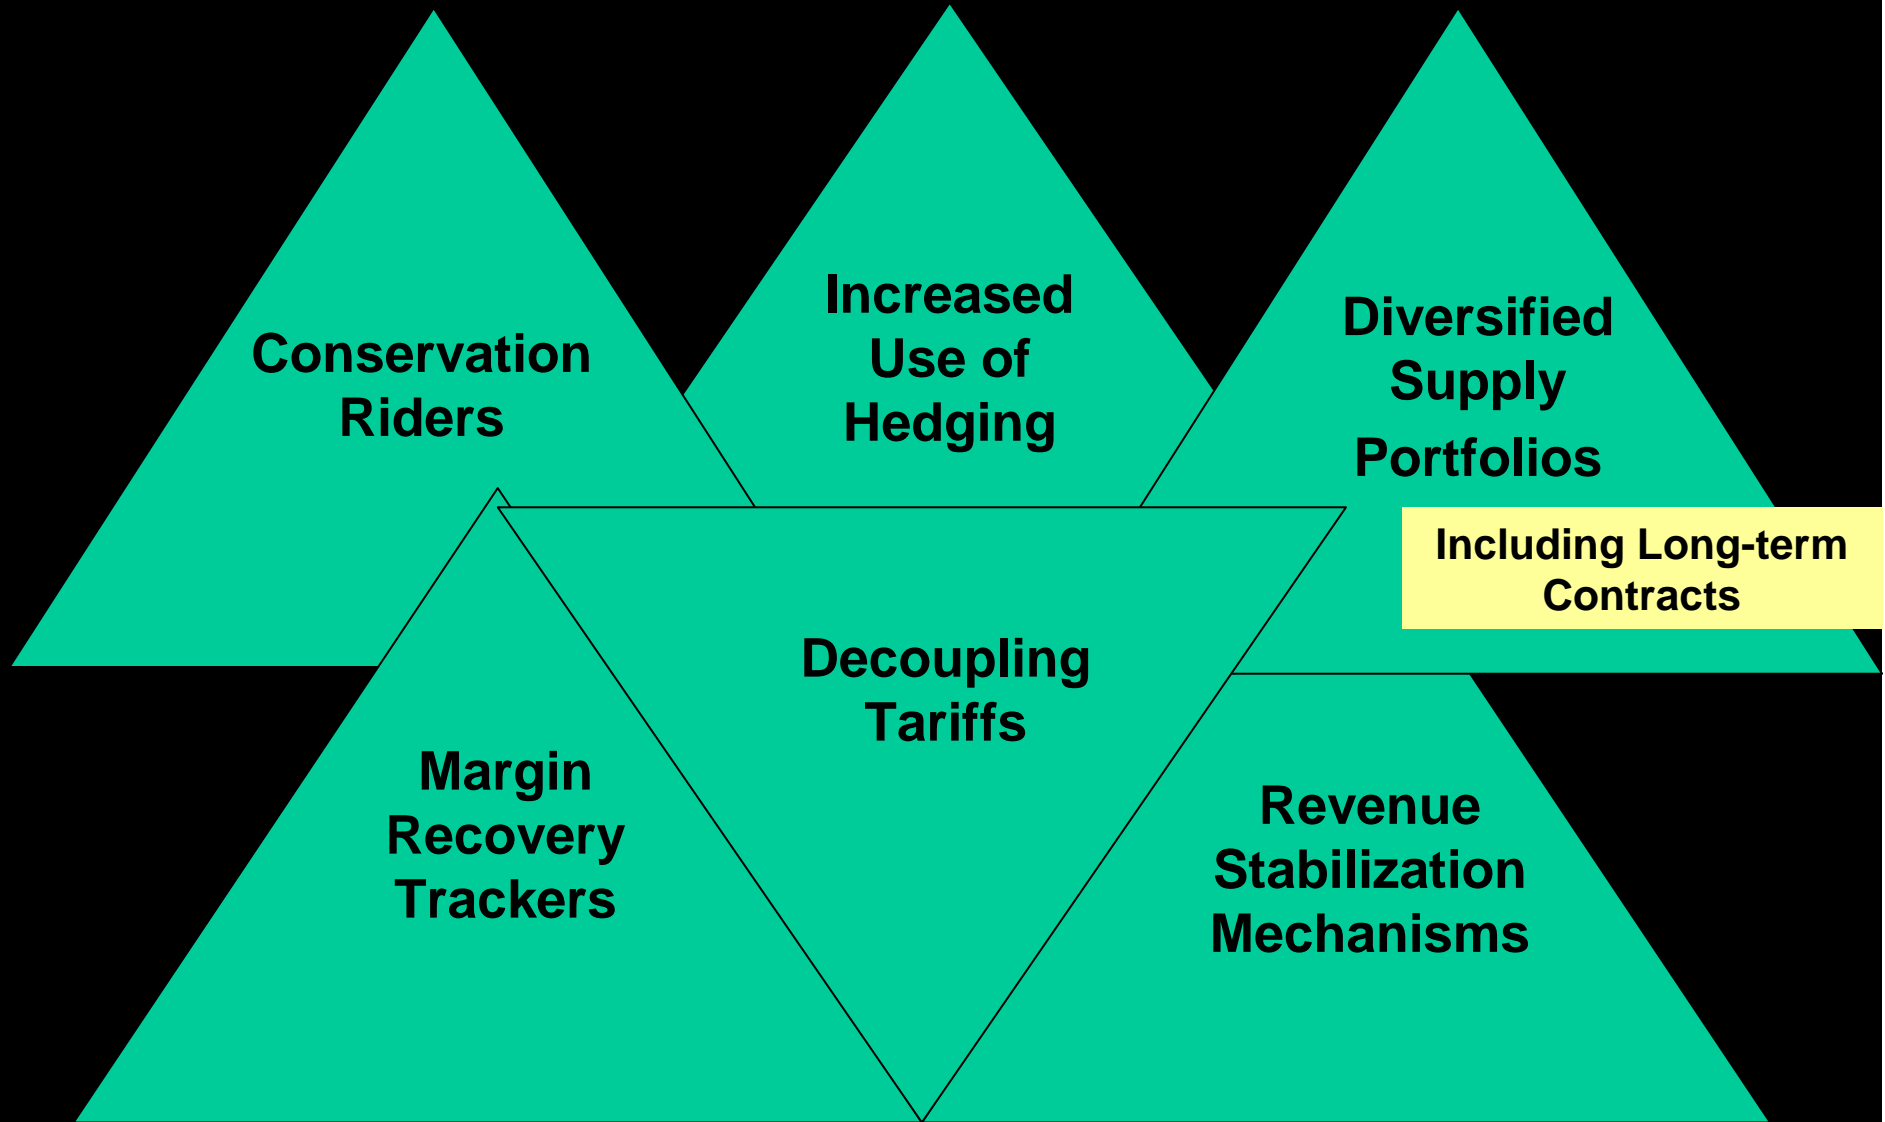 Conservation
Riders
Increased
Use of
Hedging
Diversified
Supply
Portfolios
Including Long-term
Contracts
Decoupling
Tariffs
Margin
Recovery
Trackers
Revenue
Stabilization
Mechanisms